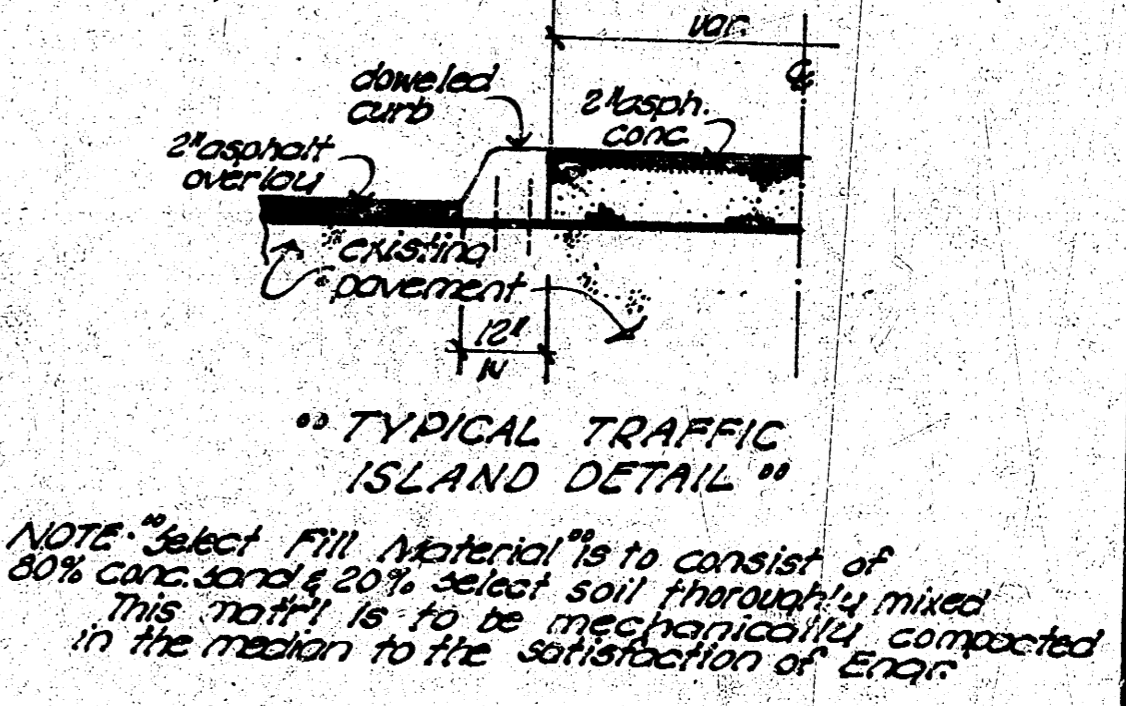 var.
℄
doweled
curb
2" asph.
conc.
2" asphalt
overlay
existing
pavement
12"
"TYPICAL TRAFFIC
ISLAND DETAIL"
NOTE: "Select Fill Material" is to consist of
80% conc. sand & 20% select soil thoroughly mixed
This mat'r'l is to be mechanically compacted
in the median to the satisfaction of Engr.